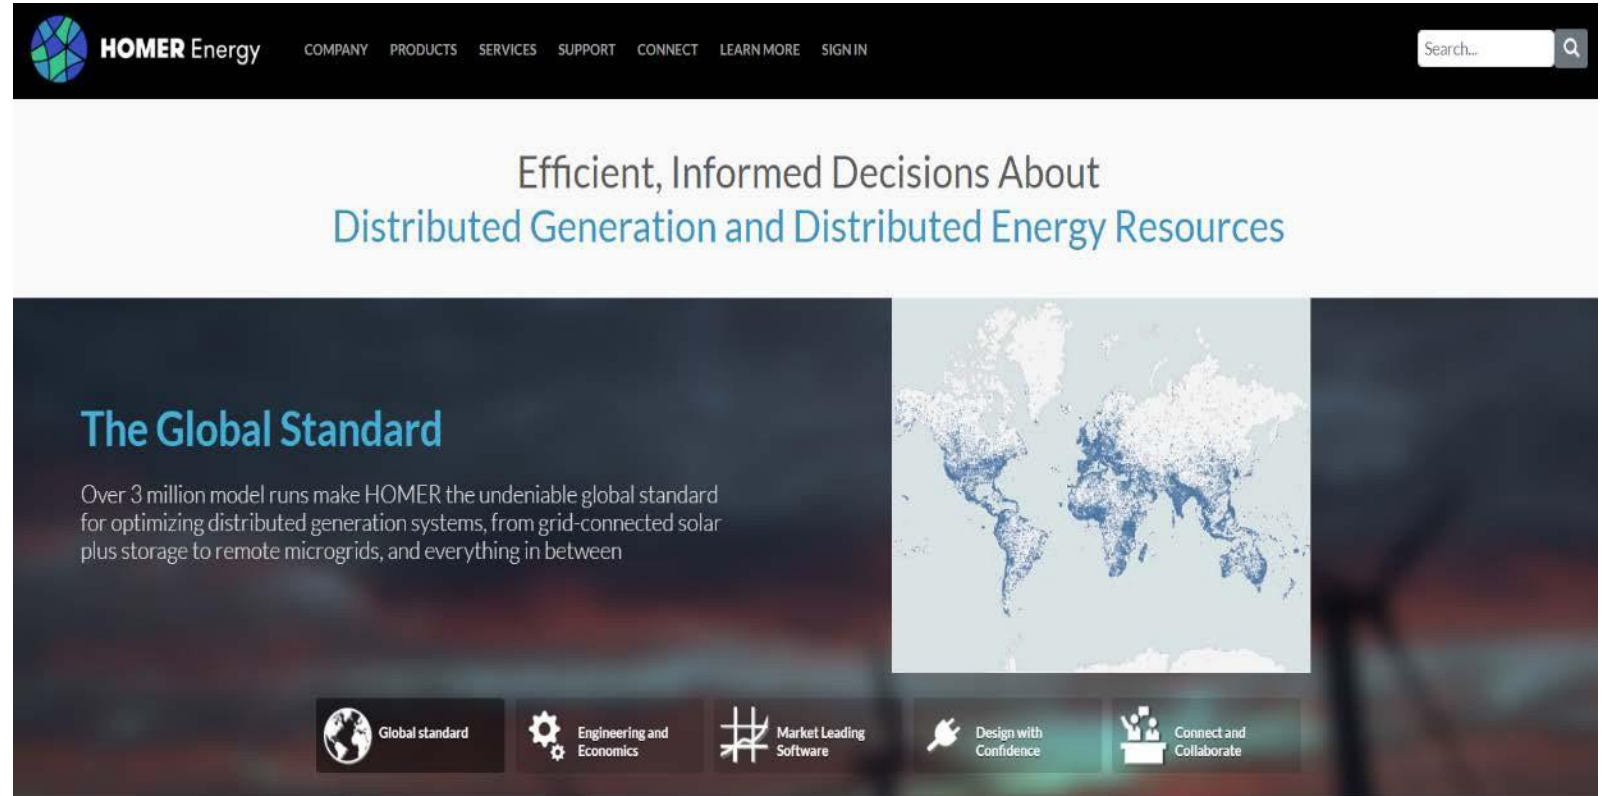 HOMER Energy
COMPANY PRODUCTS SERVICES SUPPORT CONNECT LEARN MORE SIGN IN
Search...
Efficient, Informed Decisions About
Distributed Generation and Distributed Energy Resources
The Global Standard
Over 3 million model runs make HOMER the undeniable global standard
for optimizing distributed generation systems, from grid-connected solar
plus storage to remote microgrids, and everything in between
Global standard
Engineering and
Economics
Market Leading
Software
Design with
Confidence
Connect and
Collaborate